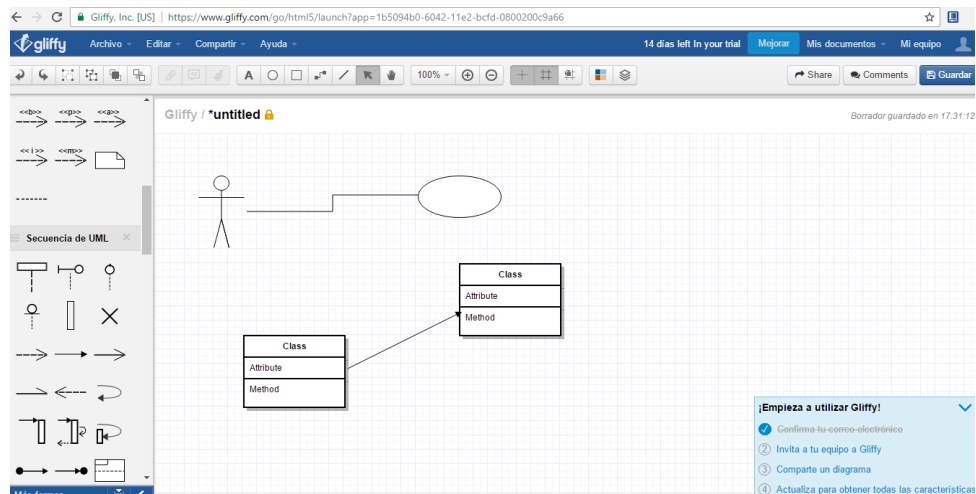 Gliffy, Inc. [US] | https://www.gliffy.com/go/html5/launch?app=1b5094b0-6042-11e2-bcfd-0800200c9a66
gliffy Archivo Editar Compartir Ayuda 14 días left In your trial Mejorar Mis documentos Mi equipo
A 100% Share Comments Guardar
<<b>> <<p>> <<a>>
<<i>> <<m>>
Gliffy / *untitled
Borrador guardado en 17:31:12
Secuencia de UML
Class
Attribute
Method
Class
Attribute
Method
¡Empieza a utilizar Gliffy!
Confirma tu correo electrónico
2 Invita a tu equipo a Gliffy
3 Comparte un diagrama
4 Actualiza para obtener todas las características